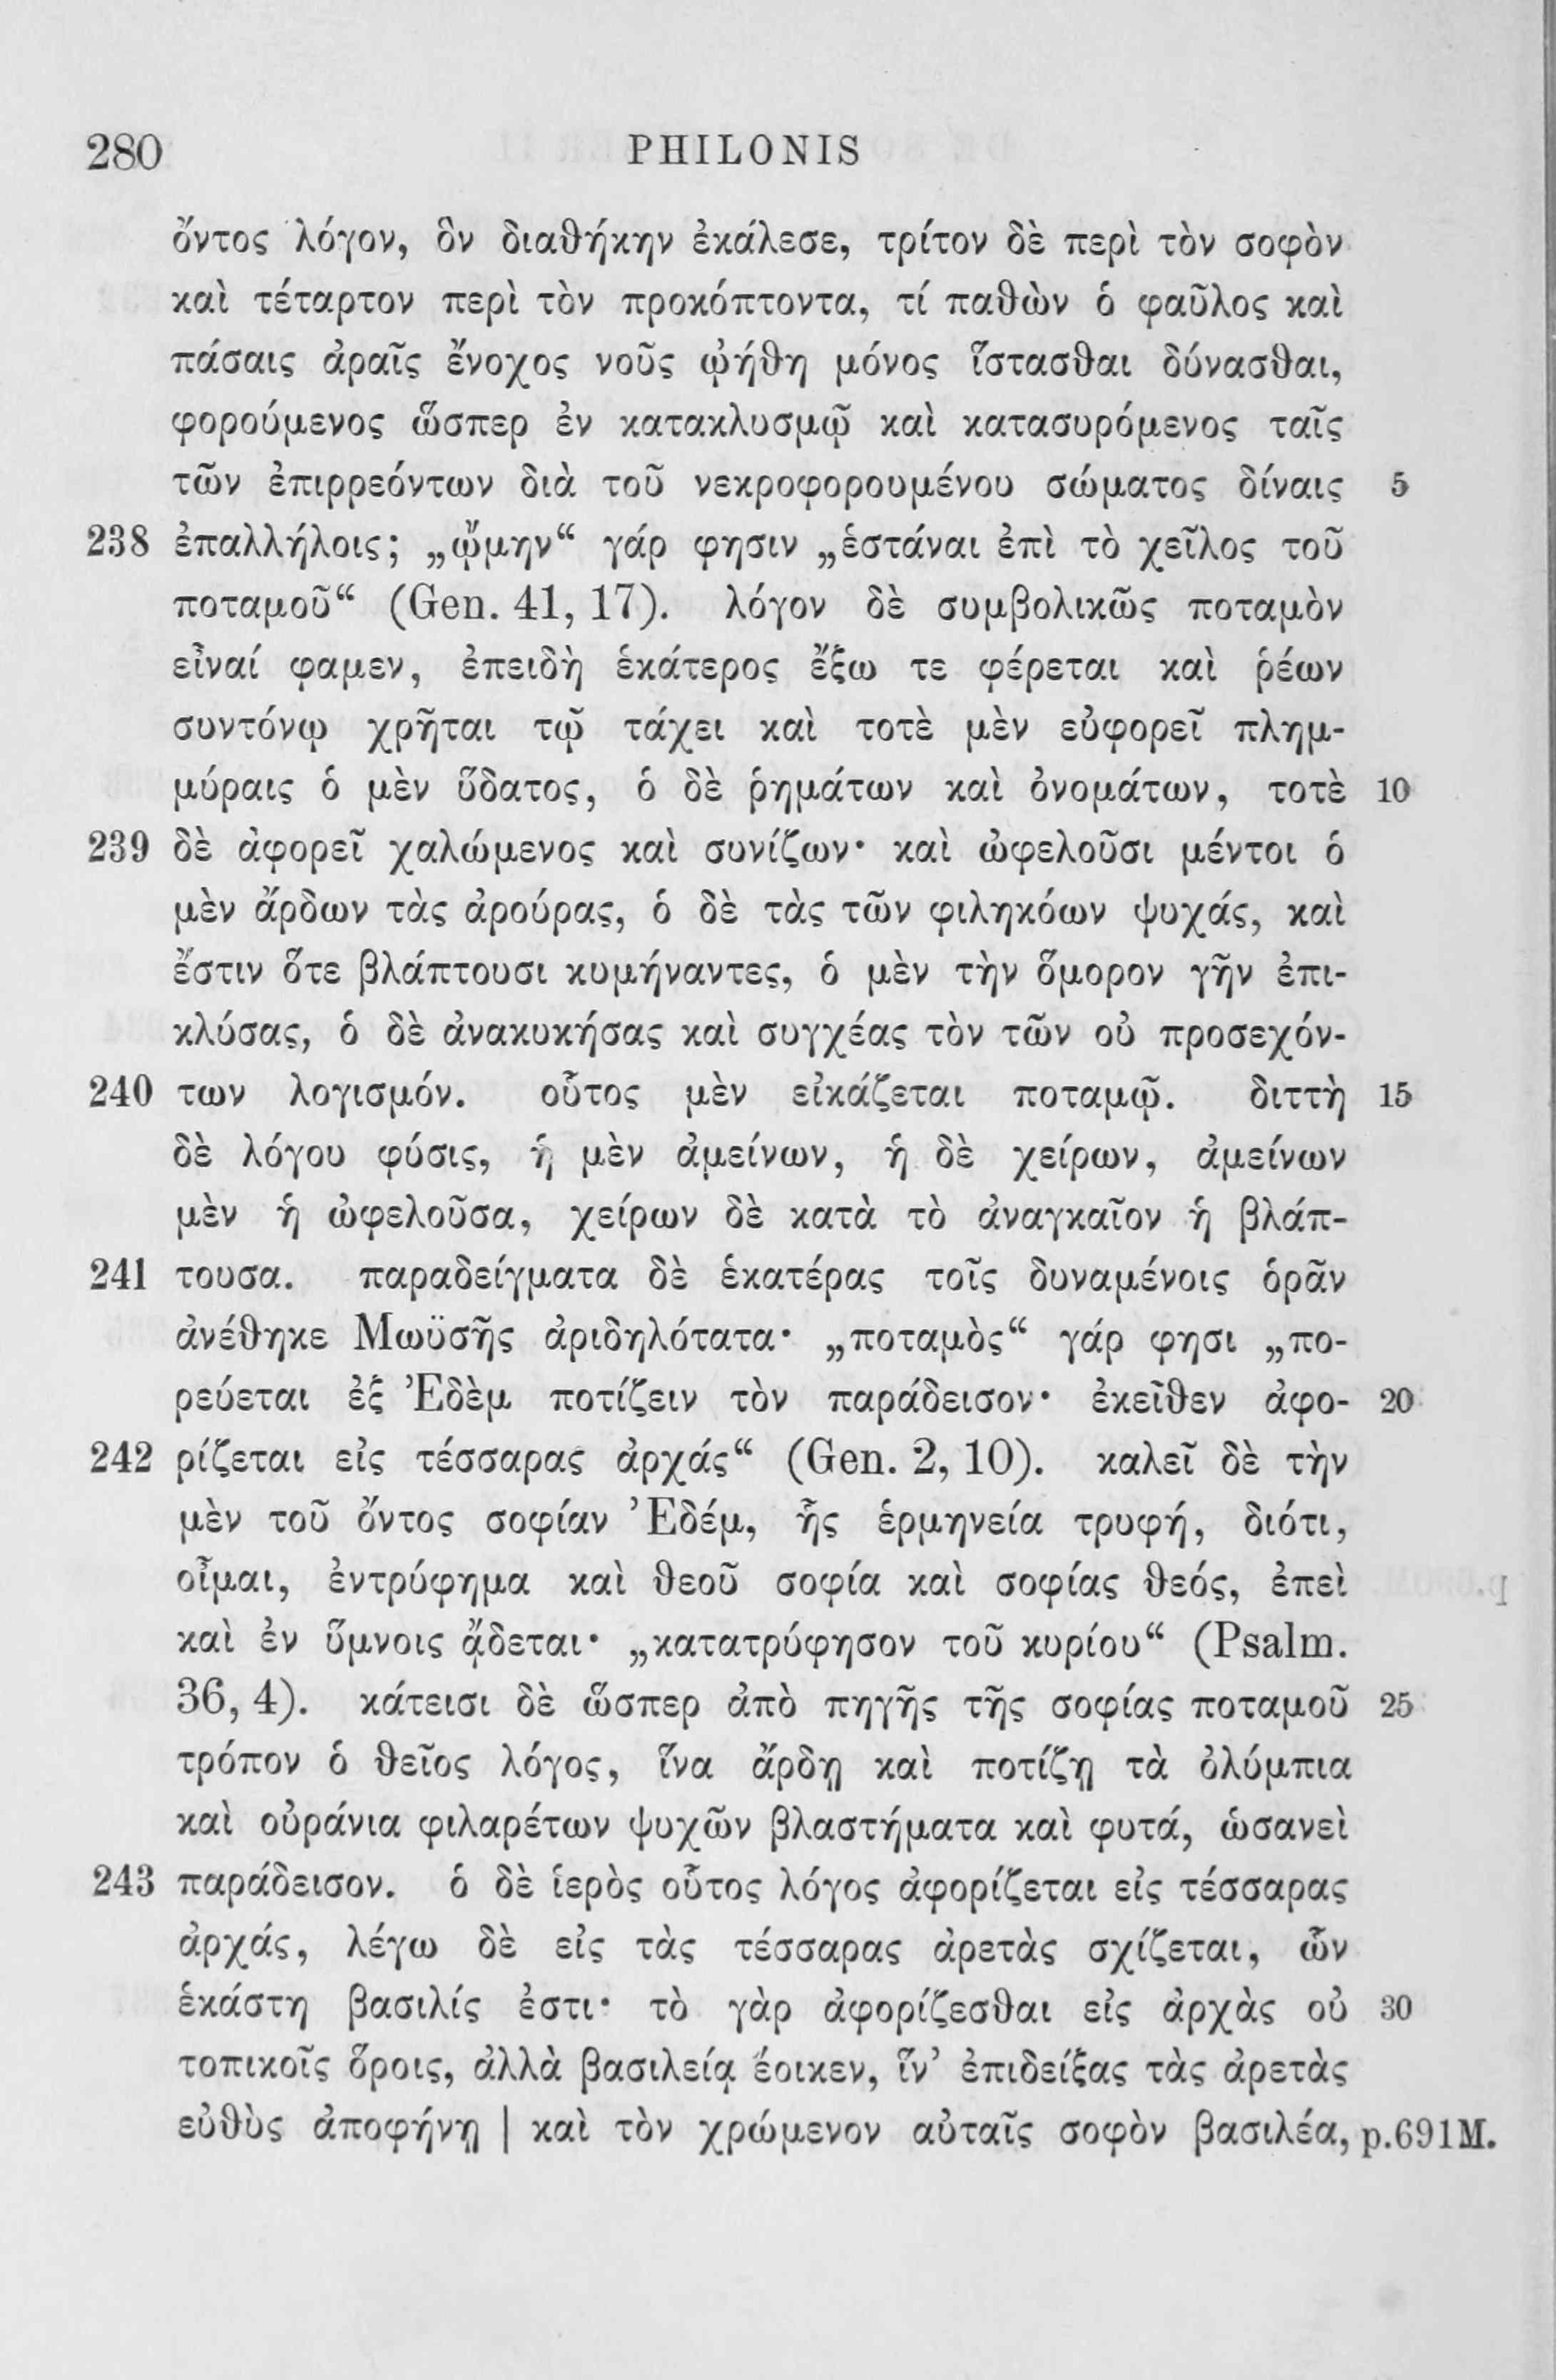 280 PHILONIS
ὄντος λόγον, ὃν διαθήκην ἐκάλεσε, τρίτον δὲ περὶ τὸν σοφὸν
καὶ τέταρτον περὶ τὸν προκόπτοντα, τί παθὼν ὁ φαῦλος καὶ
πάσαις ἀραῖς ἔνοχος νοῦς ᾠήθη μόνος ἵστασθαι δύνασθαι,
φορούμενος ὥσπερ ἐν κατακλυσμῷ καὶ κατασυρόμενος ταῖς
τῶν ἐπιρρεόντων διὰ τοῦ νεκροφορουμένου σώματος δίναις 5
238 ἐπαλλήλοις; „ᾤμην“ γάρ φησιν „ἑστάναι ἐπὶ τὸ χεῖλος τοῦ
ποταμοῦ“ (Gen. 41, 17). λόγον δὲ συμβολικῶς ποταμὸν
εἶναί φαμεν, ἐπειδὴ ἑκάτερος ἔξω τε φέρεται καὶ ῥέων
συντόνῳ χρῆται τῷ τάχει καὶ τοτὲ μὲν εὐφορεῖ πλημ-
μύραις ὁ μὲν ὕδατος, ὁ δὲ ῥημάτων καὶ ὀνομάτων, τοτὲ 10
239 δὲ ἀφορεῖ χαλώμενος καὶ συνίζων· καὶ ὠφελοῦσι μέντοι ὁ
μὲν ἄρδων τὰς ἀρούρας, ὁ δὲ τὰς τῶν φιληκόων ψυχάς, καὶ
ἔστιν ὅτε βλάπτουσι κυμήναντες, ὁ μὲν τὴν ὅμορον γῆν ἐπι-
κλύσας, ὁ δὲ ἀνακυκήσας καὶ συγχέας τὸν τῶν οὐ προσεχόν-
240 των λογισμόν. οὗτος μὲν εἰκάζεται ποταμῷ. διττὴ 15
δὲ λόγου φύσις, ἡ μὲν ἀμείνων, ἡ δὲ χείρων, ἀμείνων
μὲν ἡ ὠφελοῦσα, χείρων δὲ κατὰ τὸ ἀναγκαῖον ἡ βλάπ-
241 τουσα. παραδείγματα δὲ ἑκατέρας τοῖς δυναμένοις ὁρᾶν
ἀνέθηκε Μωϋσῆς ἀριδηλότατα· „ποταμὸς“ γάρ φησι „πο-
ρεύεται ἐξ Ἐδὲμ ποτίζειν τὸν παράδεισον· ἐκεῖθεν ἀφο- 20
242 ρίζεται εἰς τέσσαρας ἀρχάς“ (Gen. 2, 10). καλεῖ δὲ τὴν
μὲν τοῦ ὄντος σοφίαν Ἐδέμ, ἧς ἑρμηνεία τρυφή, διότι,
οἶμαι, ἐντρύφημα καὶ θεοῦ σοφία καὶ σοφίας θεός, ἐπεὶ
καὶ ἐν ὕμνοις ᾄδεται· „κατατρύφησον τοῦ κυρίου“ (Psalm.
36, 4). κάτεισι δὲ ὥσπερ ἀπὸ πηγῆς τῆς σοφίας ποταμοῦ 25
τρόπον ὁ θεῖος λόγος, ἵνα ἄρδῃ καὶ ποτίζῃ τὰ ὀλύμπια
καὶ οὐράνια φιλαρέτων ψυχῶν βλαστήματα καὶ φυτά, ὡσανεὶ
243 παράδεισον. ὁ δὲ ἱερὸς οὗτος λόγος ἀφορίζεται εἰς τέσσαρας
ἀρχάς, λέγω δὲ εἰς τὰς τέσσαρας ἀρετὰς σχίζεται, ὧν
ἑκάστη βασιλίς ἐστι· τὸ γὰρ ἀφορίζεσθαι εἰς ἀρχὰς οὐ 30
τοπικοῖς ὅροις, ἀλλὰ βασιλείᾳ ἔοικεν, ἵν’ ἐπιδείξας τὰς ἀρετὰς
εὐθὺς ἀποφήνῃ | καὶ τὸν χρώμενον αὐταῖς σοφὸν βασιλέα, p.691M.